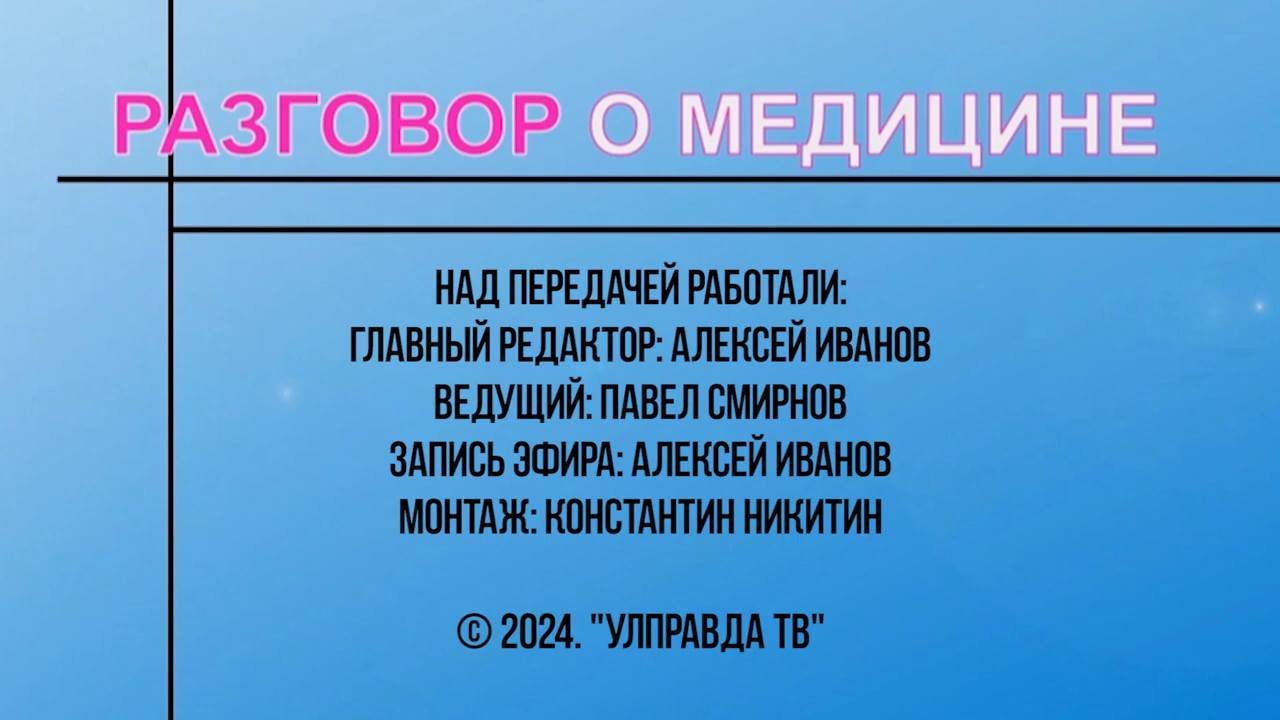 РАЗГОВОР О МЕДИЦИНЕ
НАД ПЕРЕДАЧЕЙ РАБОТАЛИ:
ГЛАВНЫЙ РЕДАКТОР: АЛЕКСЕЙ ИВАНОВ
ВЕДУЩИЙ: ПАВЕЛ СМИРНОВ
ЗАПИСЬ ЭФИРА: АЛЕКСЕЙ ИВАНОВ
МОНТАЖ: КОНСТАНТИН НИКИТИН
© 2024. "УЛПРАВДА ТВ"